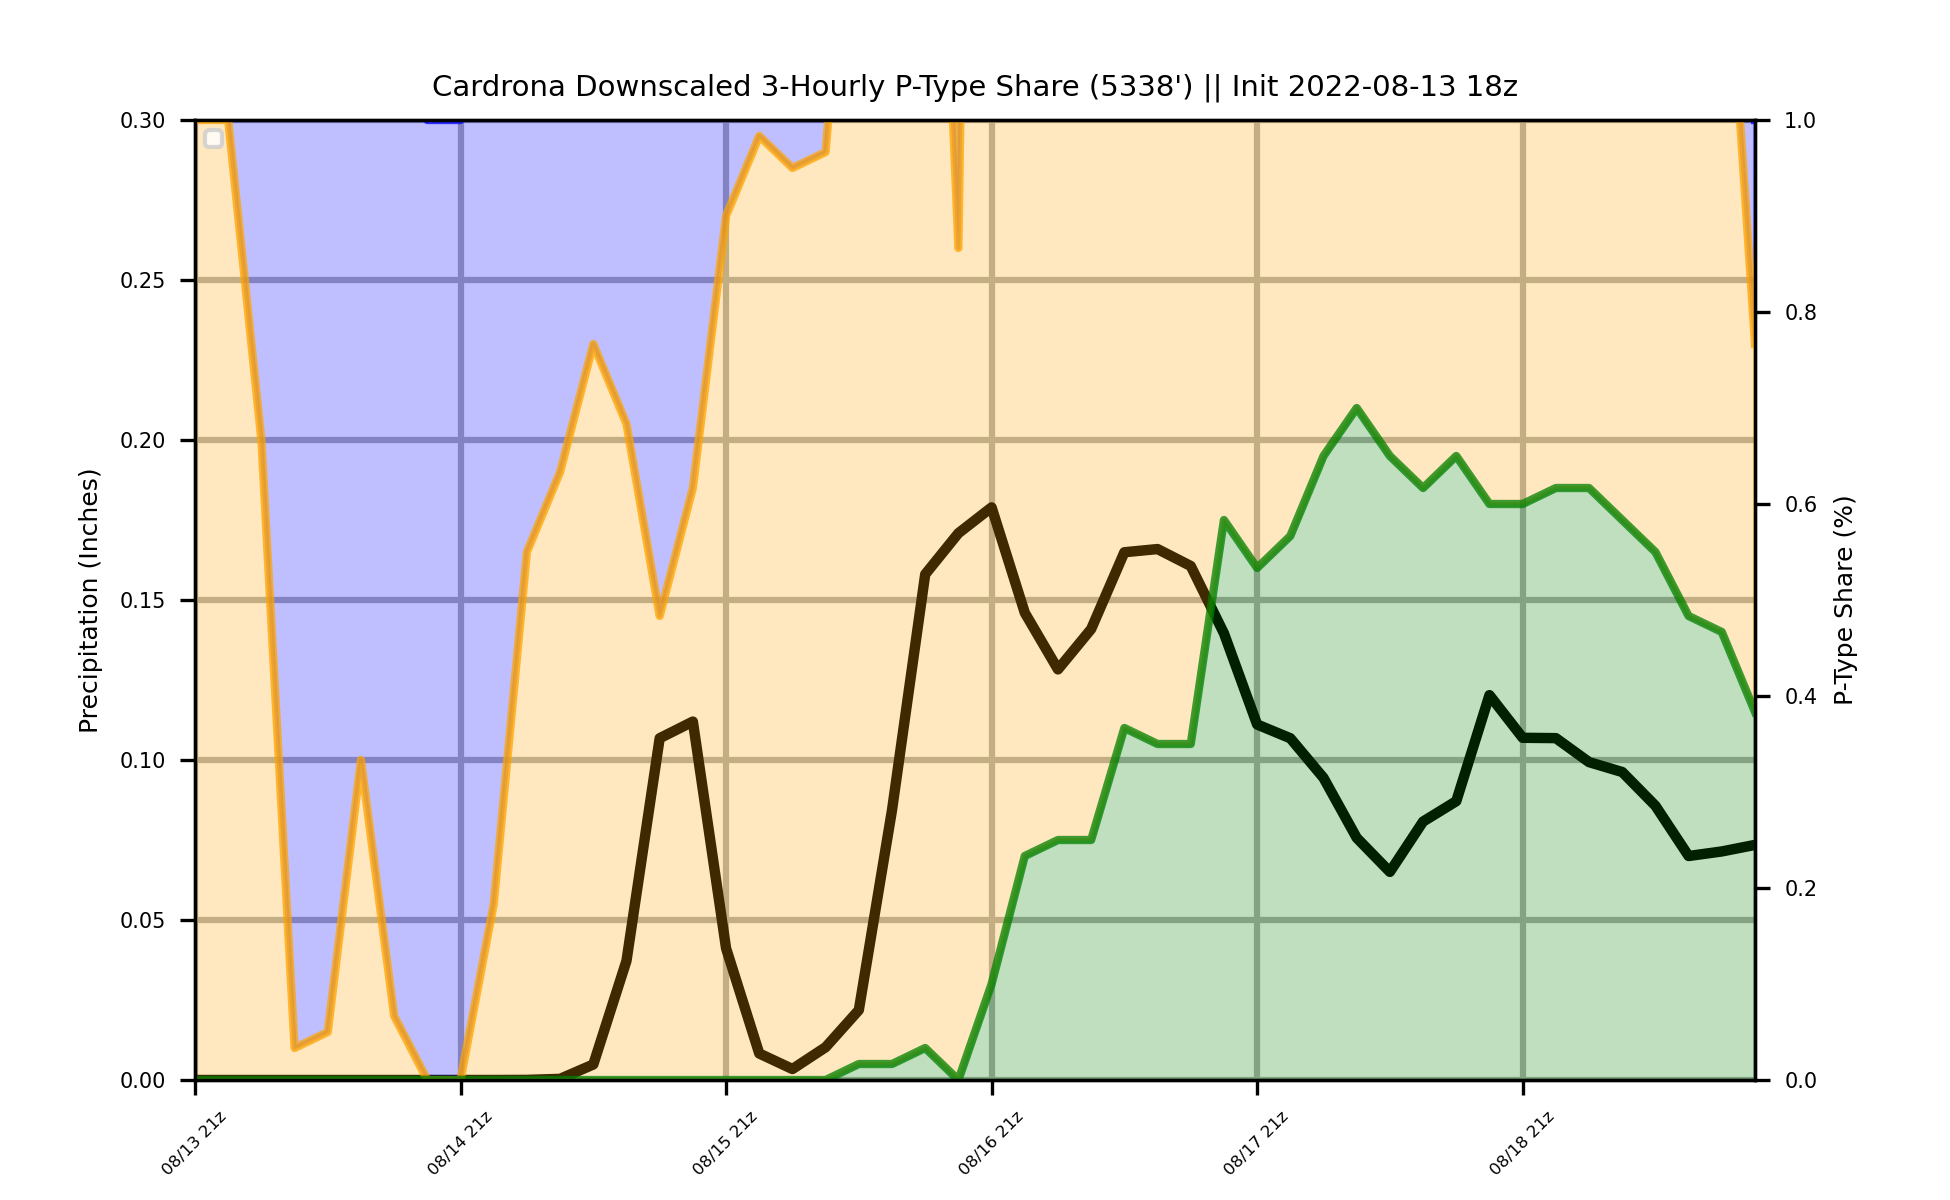 Cardrona Downscaled 3-Hourly P-Type Share (5338') || Init 2022-08-13 18z
0.30
0.25
0.20
0.15
0.10
0.05
0.00
Precipitation (Inches)
1.0
0.8
0.6
0.4
0.2
0.0
P-Type Share (%)
08/13 21z
08/14 21z
08/15 21z
08/16 21z
08/17 21z
08/18 21z